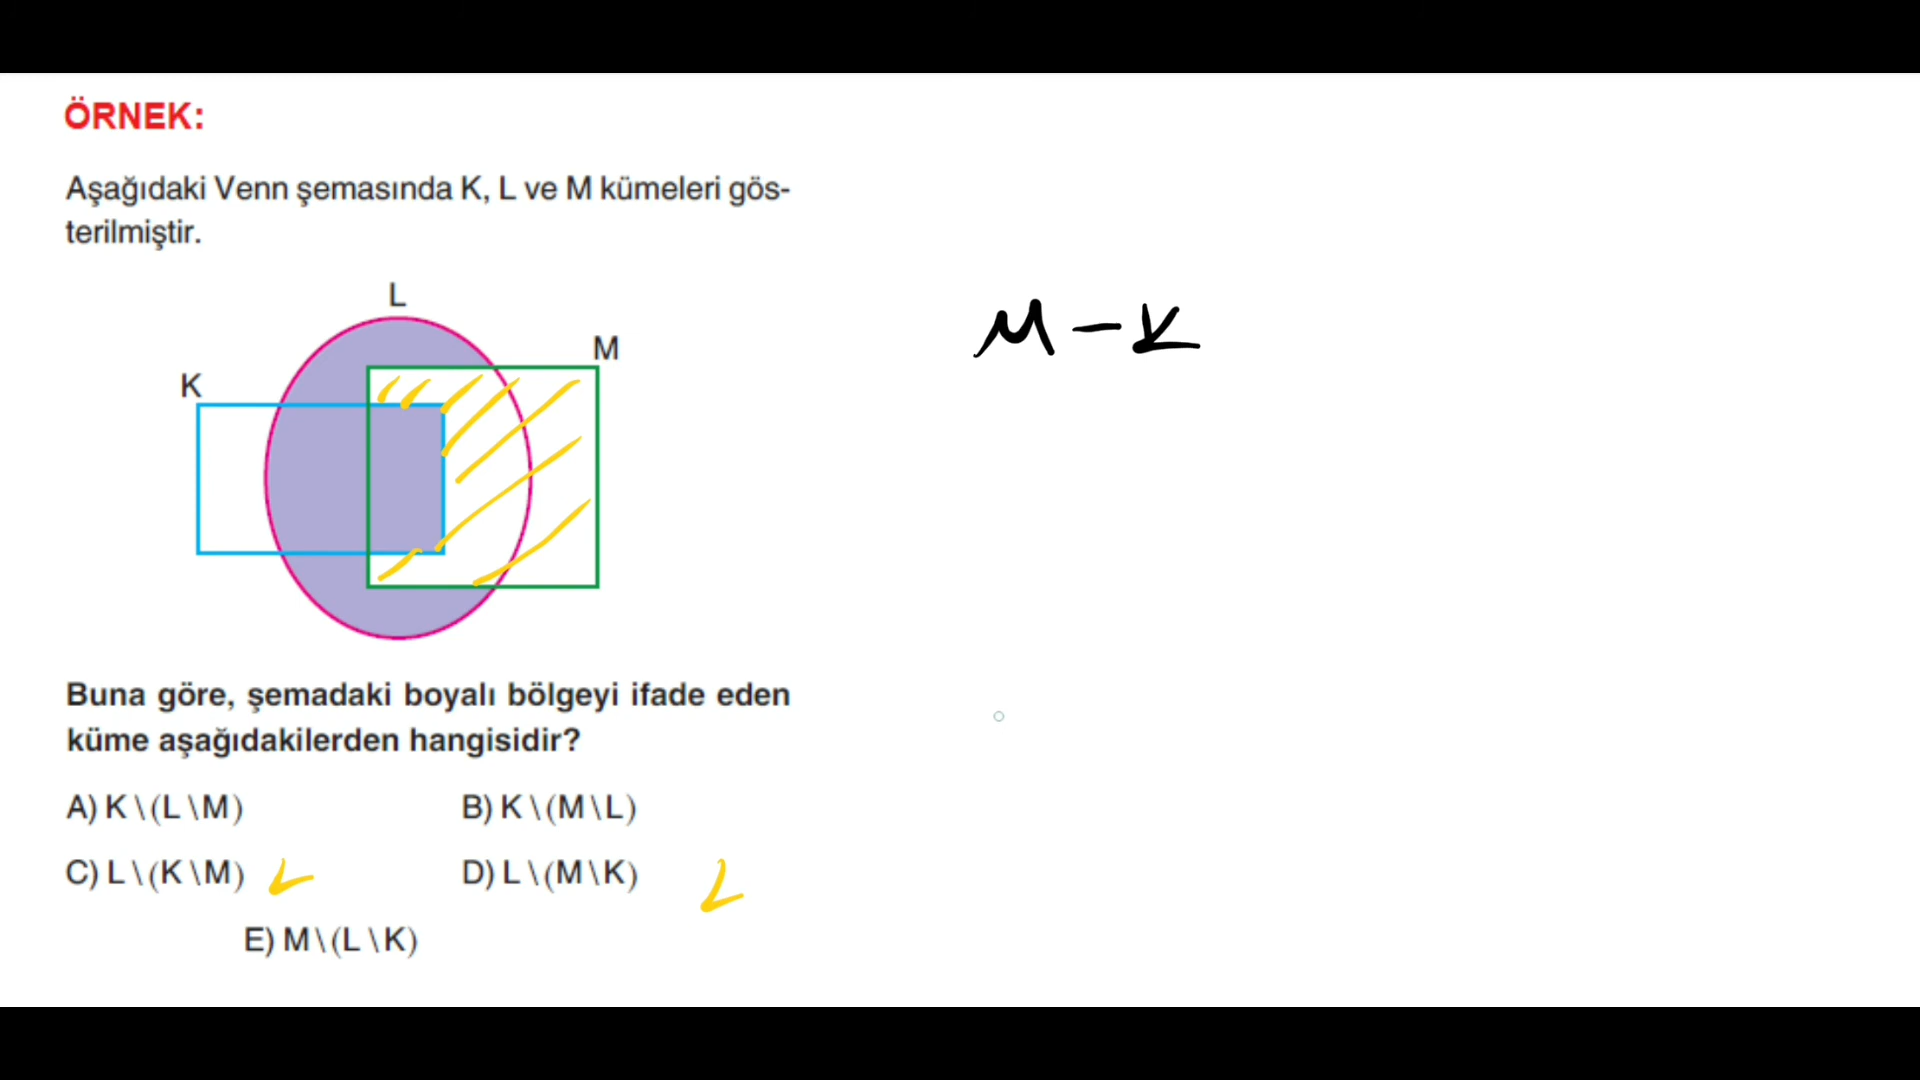 ÖRNEK:
Aşağıdaki Venn şemasında K, L ve M kümeleri gös-
terilmiştir.
L
M
K
M - K
Buna göre, şemadaki boyalı bölgeyi ifade eden
küme aşağıdakilerden hangisidir?
A) K \ (L \ M)
B) K \ (M \ L)
C) L \ (K \ M)
D) L \ (M \ K)
E) M \ (L \ K)